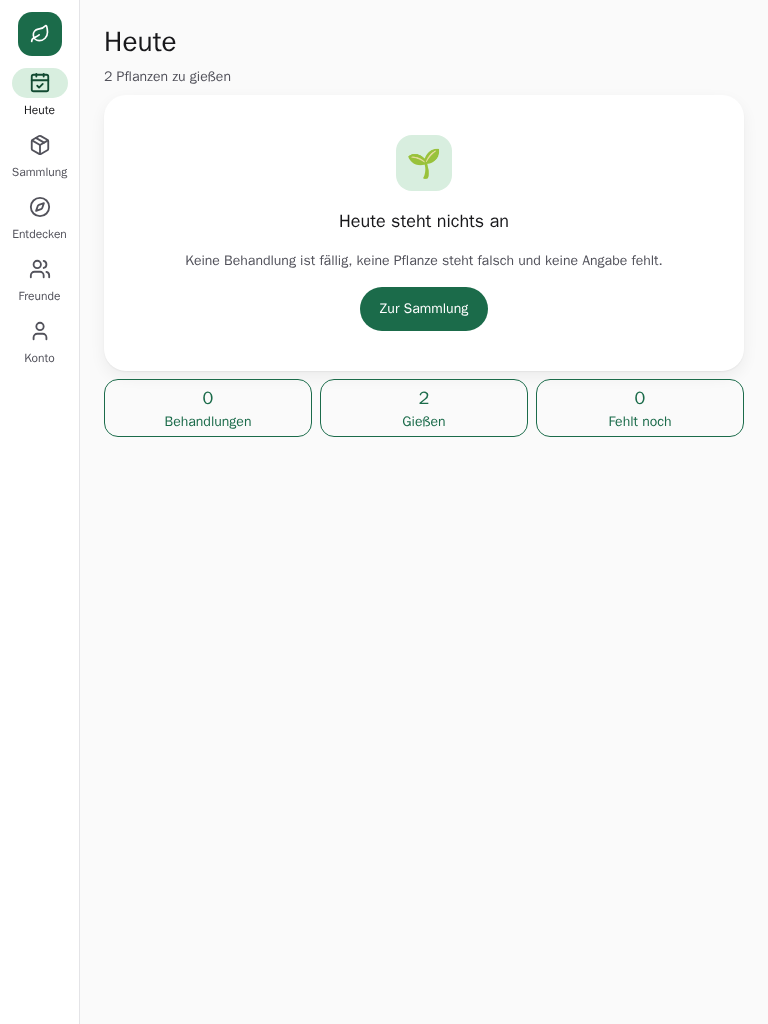 Heute
2 Pflanzen zu gießen
Heute
Sammlung
Entdecken
Freunde
Konto
Heute steht nichts an
Keine Behandlung ist fällig, keine Pflanze steht falsch und keine Angabe fehlt.
Zur Sammlung
0
Behandlungen
2
Gießen
0
Fehlt noch